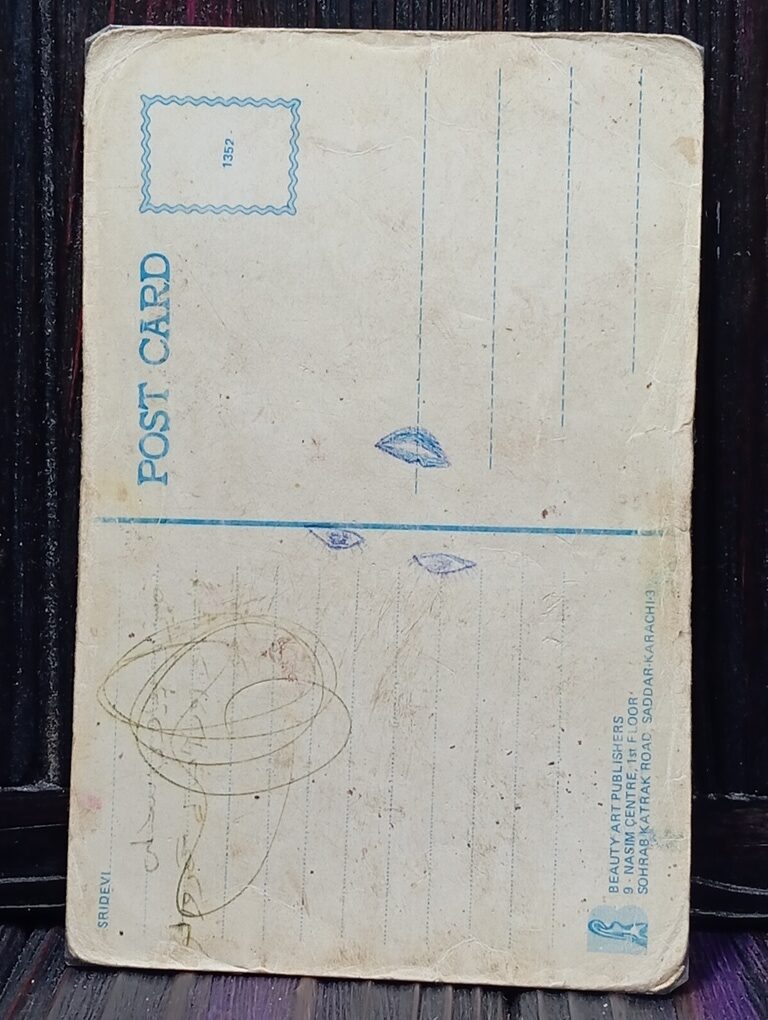 1352
POST CARD
SRIDEVI
BEAUTY ART PUBLISHERS
9 - NASIM CENTRE, 1st FLOOR
SOHRAB KATRAK ROAD SADDAR KARACHI-3